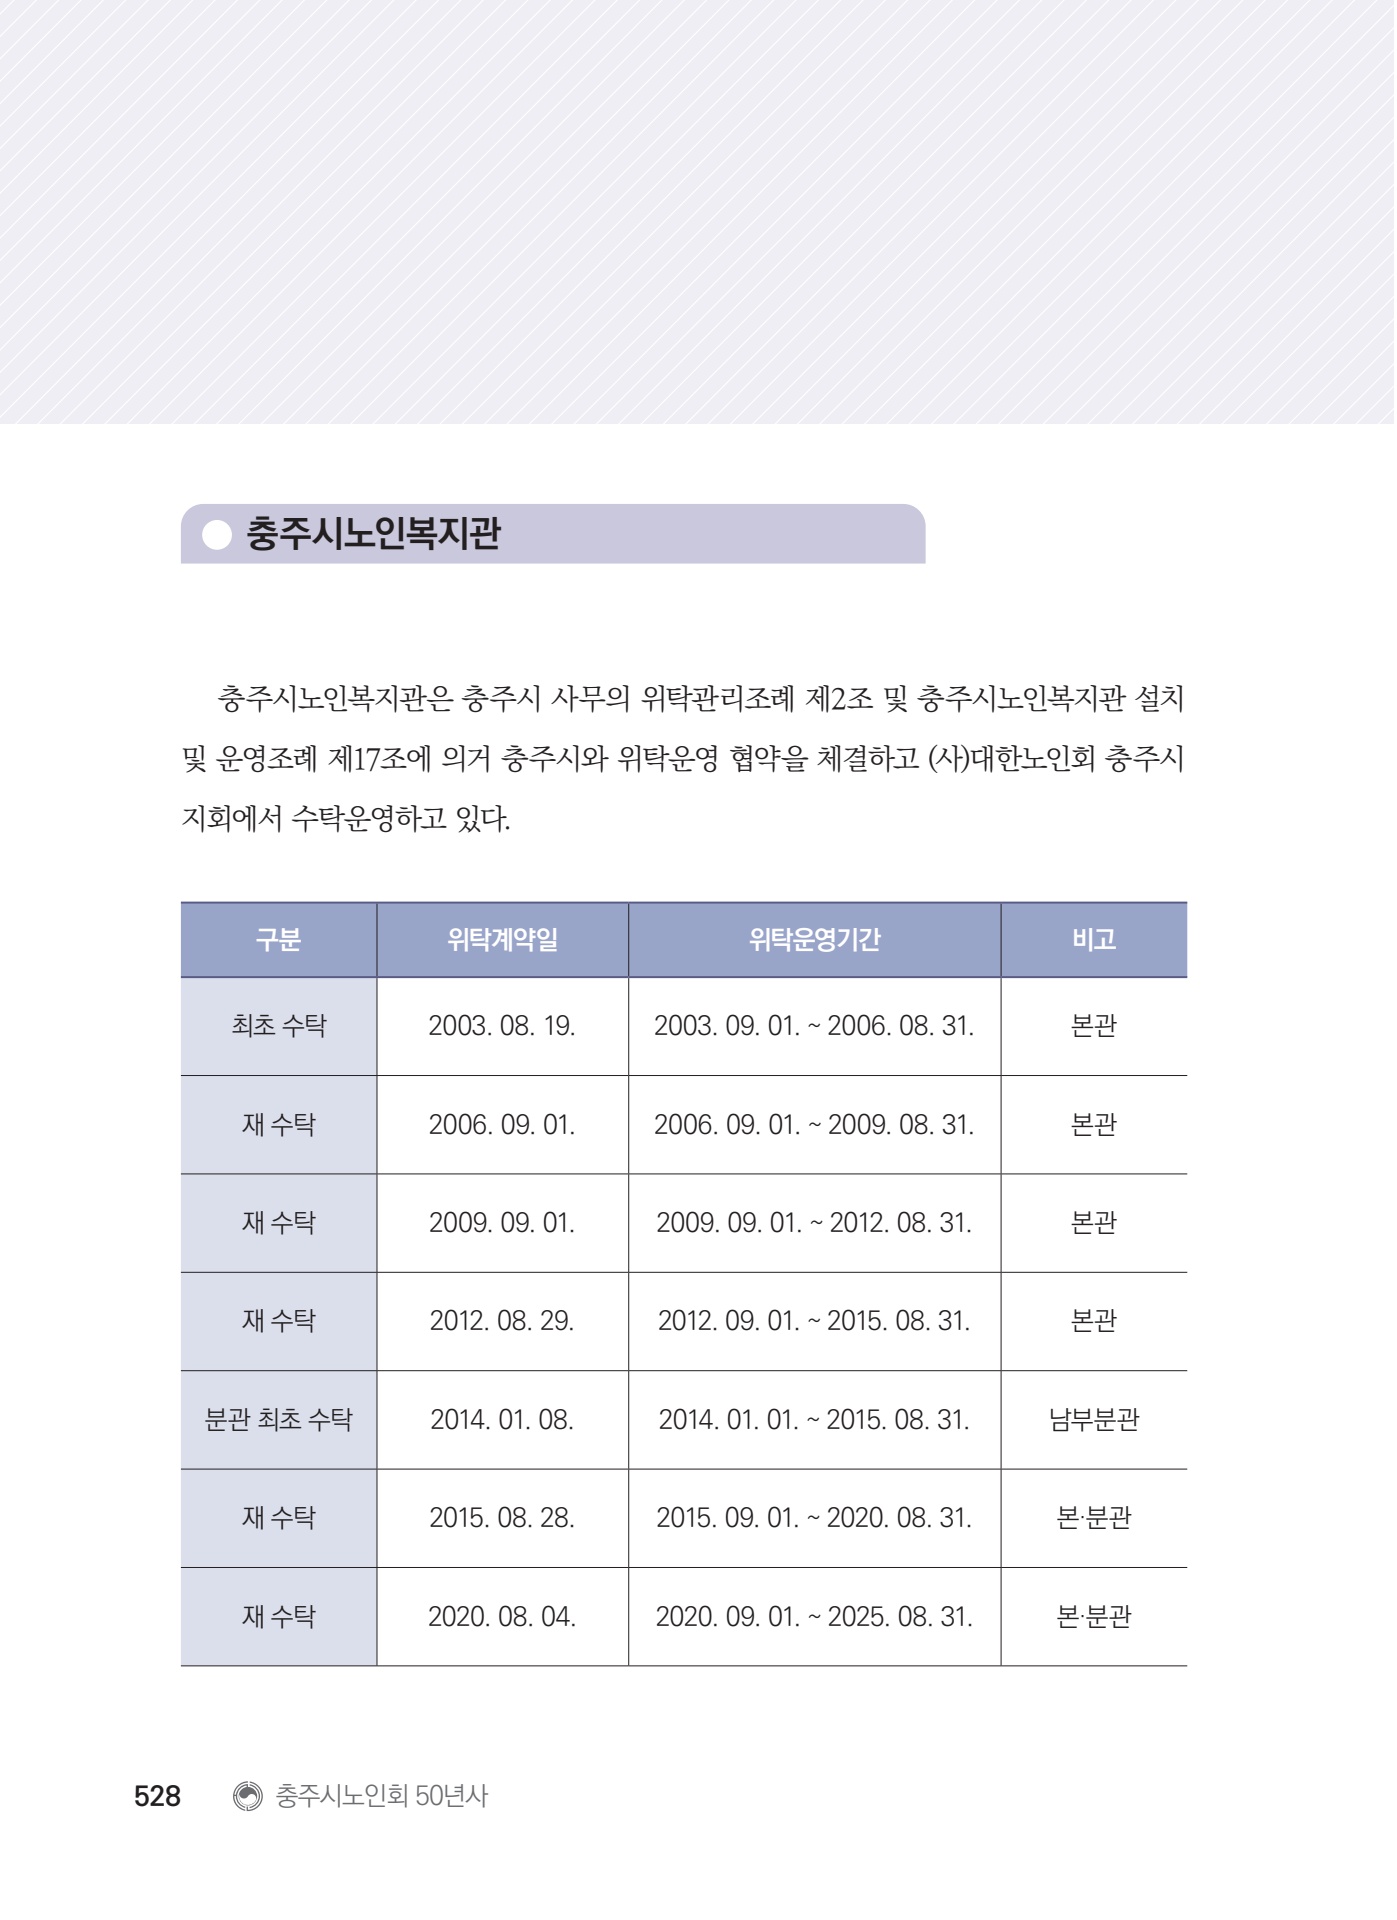 충주시노인복지관
충주시노인복지관은 충주시 사무의 위탁관리조례 제2조 및 충주시노인복지관 설치
및 운영조례 제17조에 의거 충주시와 위탁운영 협약을 체결하고 (사)대한노인회 충주시
지회에서 수탁운영하고 있다.
구분 위탁계약일 위탁운영기간 비고
최초 수탁 2003. 08. 19. 2003. 09. 01. ~ 2006. 08. 31. 본관
재 수탁 2006. 09. 01. 2006. 09. 01. ~ 2009. 08. 31. 본관
재 수탁 2009. 09. 01. 2009. 09. 01. ~ 2012. 08. 31. 본관
재 수탁 2012. 08. 29. 2012. 09. 01. ~ 2015. 08. 31. 본관
분관 최초 수탁 2014. 01. 08. 2014. 01. 01. ~ 2015. 08. 31. 남부분관
재 수탁 2015. 08. 28. 2015. 09. 01. ~ 2020. 08. 31. 본·분관
재 수탁 2020. 08. 04. 2020. 09. 01. ~ 2025. 08. 31. 본·분관
528 충주시노인회 50년사